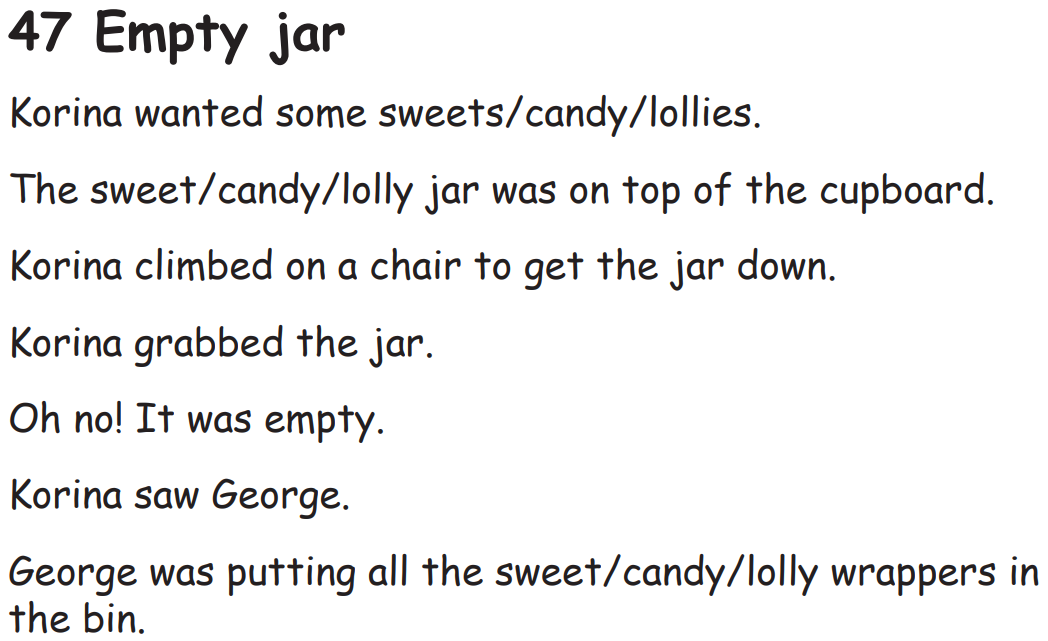 47 Empty jar
Korina wanted some sweets/candy/lollies.
The sweet/candy/lolly jar was on top of the cupboard.
Korina climbed on a chair to get the jar down.
Korina grabbed the jar.
Oh no! It was empty.
Korina saw George.
George was putting all the sweet/candy/lolly wrappers in
the bin.